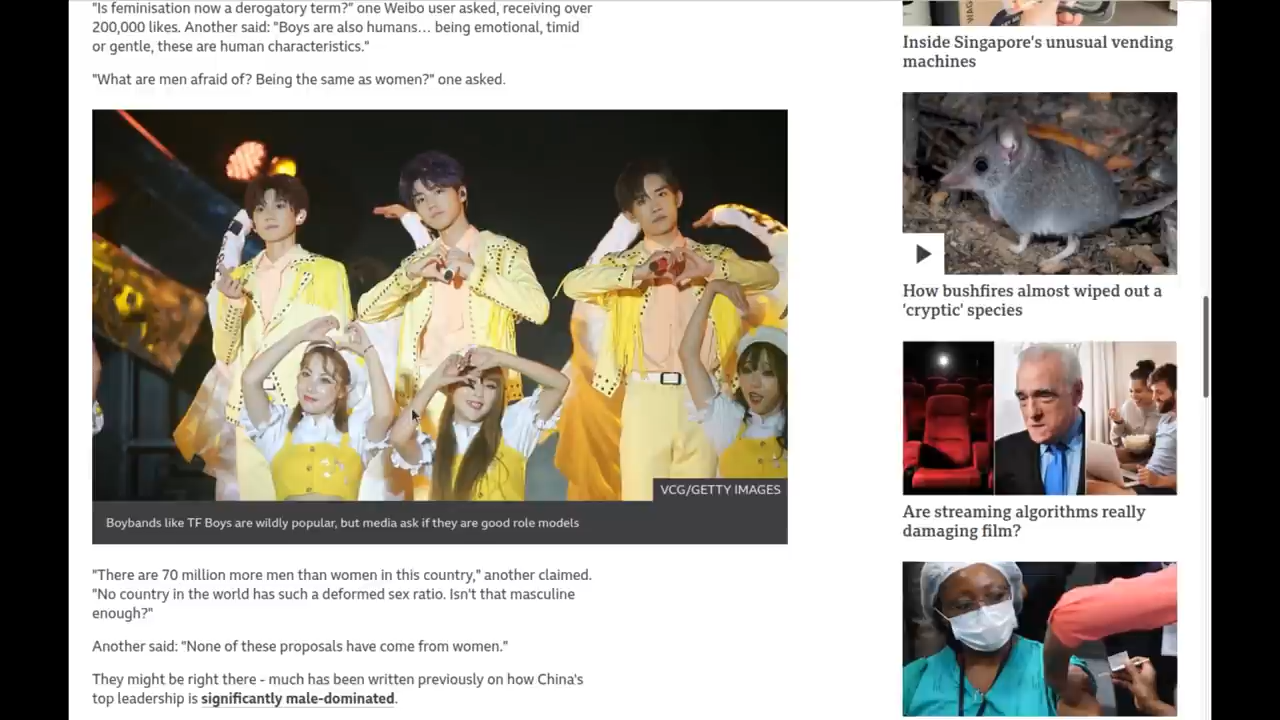 "Is feminisation now a derogatory term?" one Weibo user asked, receiving over
200,000 likes. Another said: "Boys are also humans... being emotional, timid
or gentle, these are human characteristics."
"What are men afraid of? Being the same as women?" one asked.
VCG/GETTY IMAGES
Boybands like TF Boys are wildly popular, but media ask if they are good role models
"There are 70 million more men than women in this country," another claimed.
"No country in the world has such a deformed sex ratio. Isn't that masculine
enough?"
Another said: "None of these proposals have come from women."
They might be right there - much has been written previously on how China's
top leadership is significantly male-dominated.
Inside Singapore's unusual vending
machines
How bushfires almost wiped out a
'cryptic' species
Are streaming algorithms really
damaging film?